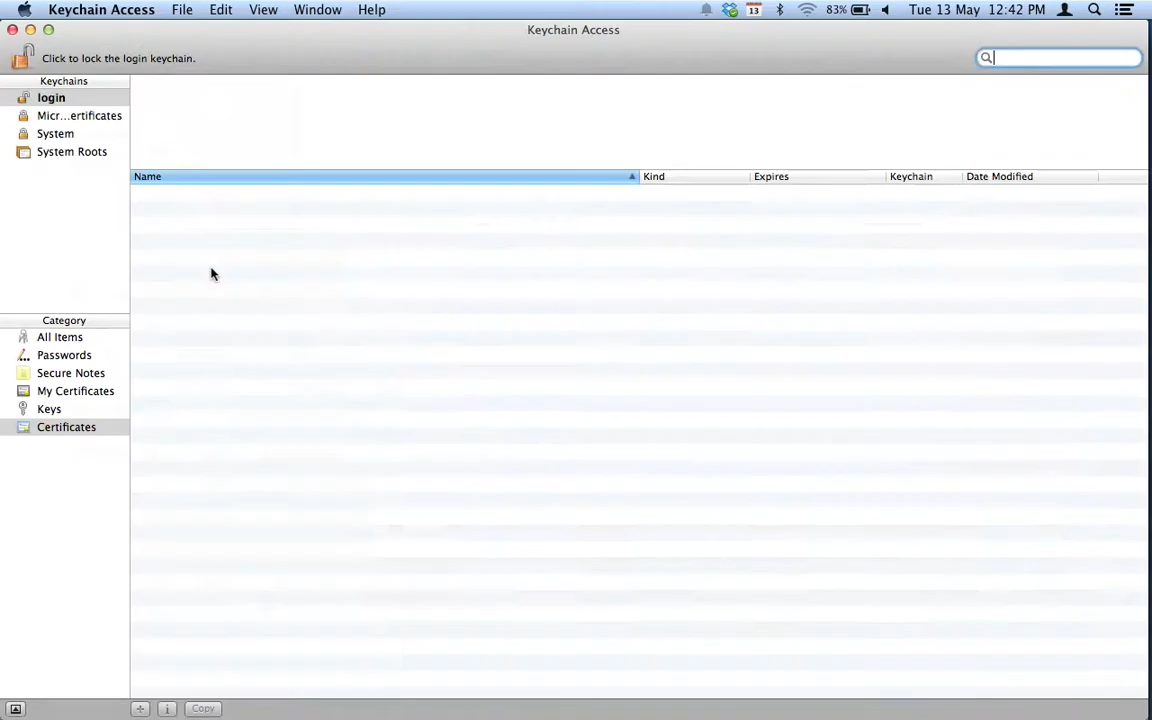 Keychain Access File Edit View Window Help 13 83% Tue 13 May 12:42 PM
Keychain Access
Click to lock the login keychain.
Keychains
login
Micr...ertificates
System
System Roots
Name Kind Expires Keychain Date Modified
Category
All Items
Passwords
Secure Notes
My Certificates
Keys
Certificates
+ i Copy